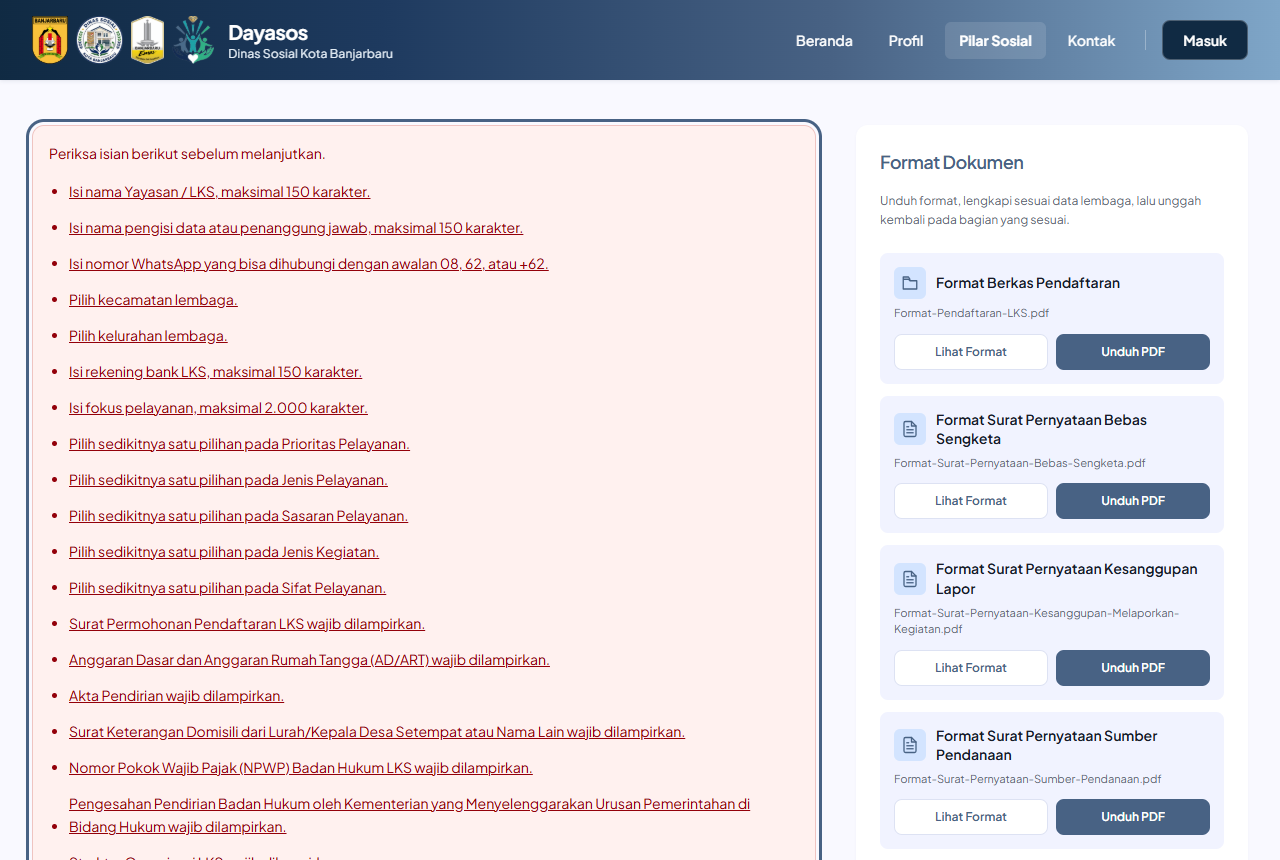 BANJARBARU
Dayasos
Dinas Sosial Kota Banjarbaru
Beranda
Profil
Pilar Sosial
Kontak
Masuk
Periksa isian berikut sebelum melanjutkan.
Isi nama Yayasan / LKS, maksimal 150 karakter.
Isi nama pengisi data atau penanggung jawab, maksimal 150 karakter.
Isi nomor WhatsApp yang bisa dihubungi dengan awalan 08, 62, atau +62.
Pilih kecamatan lembaga.
Pilih kelurahan lembaga.
Isi rekening bank LKS, maksimal 150 karakter.
Isi fokus pelayanan, maksimal 2.000 karakter.
Pilih sedikitnya satu pilihan pada Prioritas Pelayanan.
Pilih sedikitnya satu pilihan pada Jenis Pelayanan.
Pilih sedikitnya satu pilihan pada Sasaran Pelayanan.
Pilih sedikitnya satu pilihan pada Jenis Kegiatan.
Pilih sedikitnya satu pilihan pada Sifat Pelayanan.
Surat Permohonan Pendaftaran LKS wajib dilampirkan.
Anggaran Dasar dan Anggaran Rumah Tangga (AD/ART) wajib dilampirkan.
Akta Pendirian wajib dilampirkan.
Surat Keterangan Domisili dari Lurah/Kepala Desa Setempat atau Nama Lain wajib dilampirkan.
Nomor Pokok Wajib Pajak (NPWP) Badan Hukum LKS wajib dilampirkan.
Pengesahan Pendirian Badan Hukum oleh Kementerian yang Menyelenggarakan Urusan Pemerintahan di
Bidang Hukum wajib dilampirkan.
Format Dokumen
Unduh format, lengkapi sesuai data lembaga, lalu unggah
kembali pada bagian yang sesuai.
Format Berkas Pendaftaran
Format-Pendaftaran-LKS.pdf
Lihat Format
Unduh PDF
Format Surat Pernyataan Bebas
Sengketa
Format-Surat-Pernyataan-Bebas-Sengketa.pdf
Lihat Format
Unduh PDF
Format Surat Pernyataan Kesanggupan
Lapor
Format-Surat-Pernyataan-Kesanggupan-Melaporkan-
Kegiatan.pdf
Lihat Format
Unduh PDF
Format Surat Pernyataan Sumber
Pendanaan
Format-Surat-Pernyataan-Sumber-Pendanaan.pdf
Lihat Format
Unduh PDF